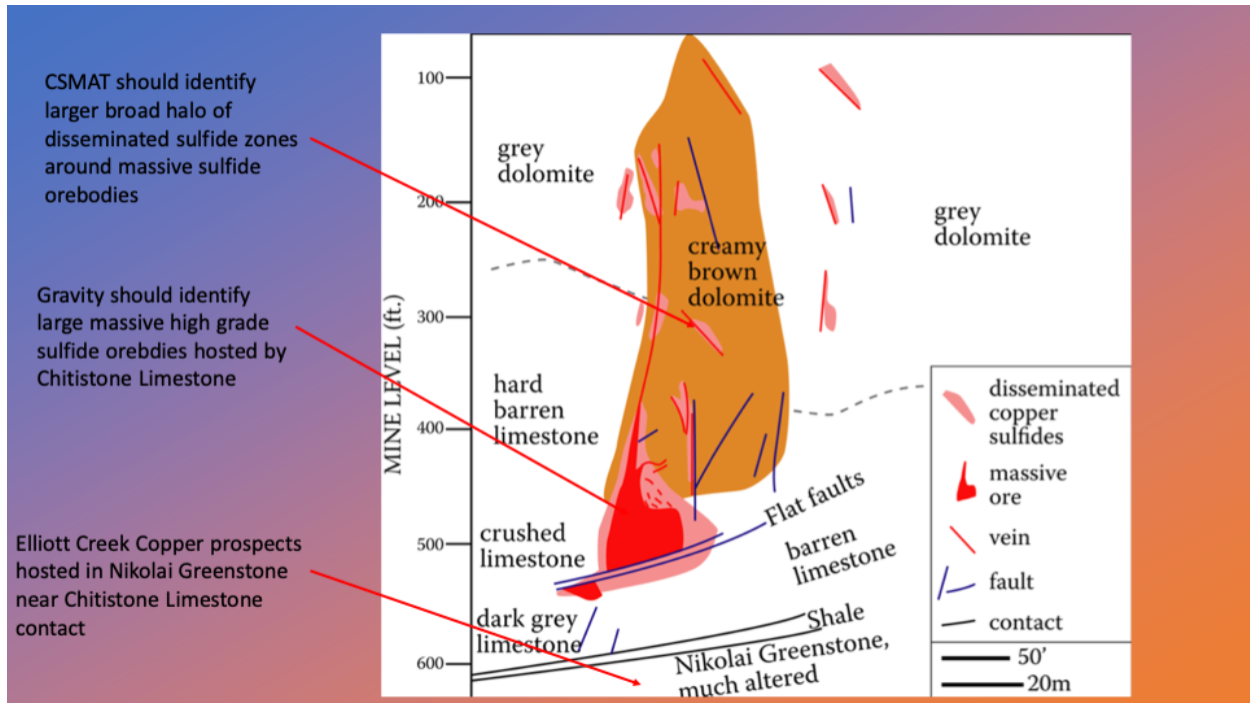 CSMAT should identify
larger broad halo of
disseminated sulfide zones
around massive sulfide
orebodies
Gravity should identify
large massive high grade
sulfide orebdies hosted by
Chitistone Limestone
Elliott Creek Copper prospects
hosted in Nikolai Greenstone
near Chitistone Limestone
contact
MINE LEVEL (ft.)
100
200
300
400
500
600
grey
dolomite
creamy
brown
dolomite
grey
dolomite
hard
barren
limestone
crushed
limestone
Flat faults
barren
limestone
dark grey
limestone
Shale
Nikolai Greenstone,
much altered
disseminated
copper
sulfides
massive
ore
vein
fault
contact
50'
20m